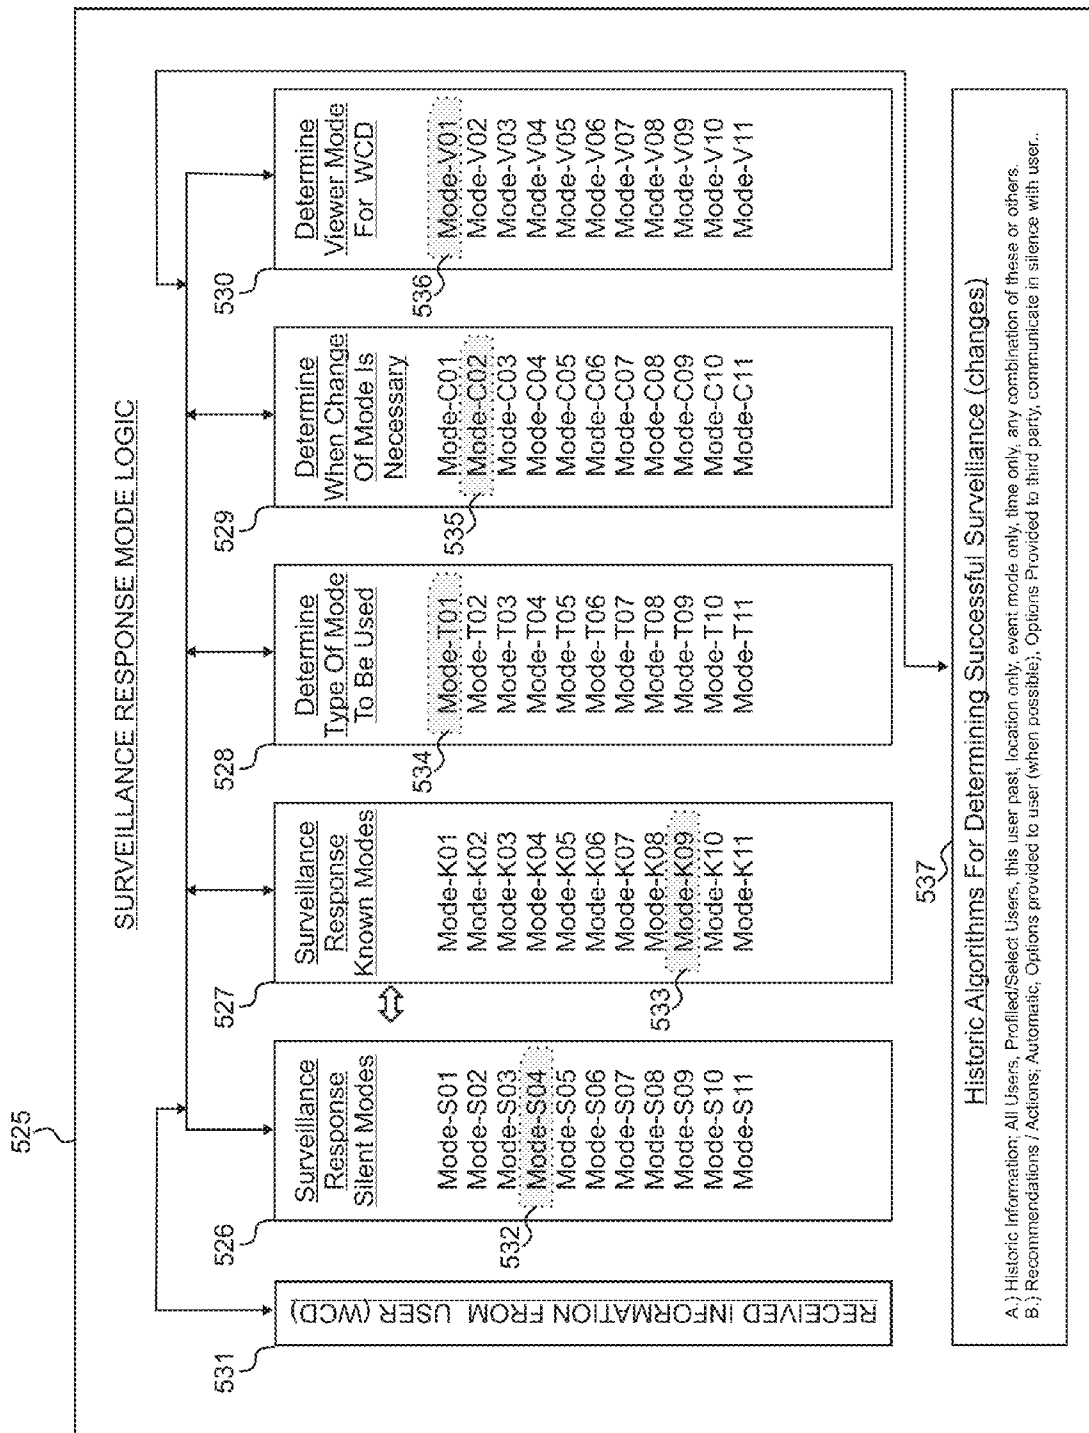 525
SURVEILLANCE RESPONSE MODE LOGIC
531
RECEIVED INFORMATION FROM USER (WCD)
526
Surveillance
Response
Silent Modes
Mode-S01
Mode-S02
Mode-S03
Mode-S04
Mode-S05
Mode-S06
Mode-S07
Mode-S08
Mode-S09
Mode-S10
Mode-S11
532
527
Surveillance
Response
Known Modes
Mode-K01
Mode-K02
Mode-K03
Mode-K04
Mode-K05
Mode-K06
Mode-K07
Mode-K08
Mode-K09
Mode-K10
Mode-K11
533
528
Determine
Type Of Mode
To Be Used
Mode-T01
Mode-T02
Mode-T03
Mode-T04
Mode-T05
Mode-T06
Mode-T07
Mode-T08
Mode-T09
Mode-T10
Mode-T11
534
529
Determine
When Change
Of Mode Is
Necessary
Mode-C01
Mode-C02
Mode-C03
Mode-C04
Mode-C05
Mode-C06
Mode-C07
Mode-C08
Mode-C09
Mode-C10
Mode-C11
535
530
Determine
Viewer Mode
For WCD
Mode-V01
Mode-V02
Mode-V03
Mode-V04
Mode-V05
Mode-V06
Mode-V07
Mode-V08
Mode-V09
Mode-V10
Mode-V11
536
537
Historic Algorithms For Determining Successful Surveillance (changes)
A.) Historic Information; All Users, Profiled/Select Users, this user past, location only, event mode only, time only, any combination of these or others.
B.) Recommendations / Actions; Automatic, Options provided to user (when possible), Options Provided to third party, communicate in silence with user..